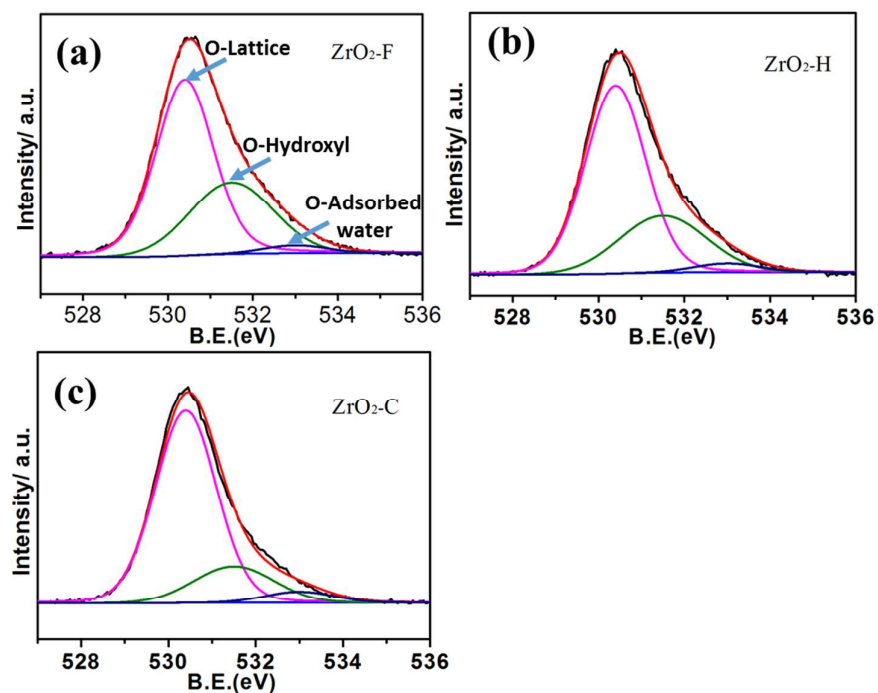 (a)
ZrO₂-F
O-Lattice
O-Hydroxyl
O-Adsorbed
water
Intensity/ a.u.
528 530 532 534 536
B.E.(eV)
(b)
ZrO₂-H
Intensity/ a.u.
528 530 532 534 536
B.E.(eV)
(c)
ZrO₂-C
Intensity/ a.u.
528 530 532 534 536
B.E.(eV)